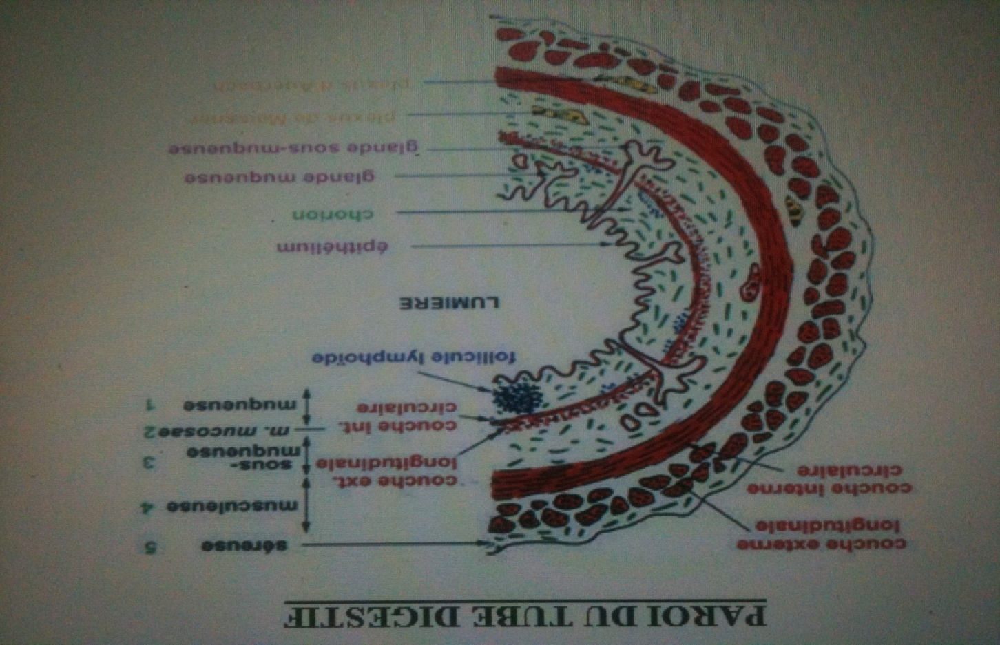 PAROI DU TUBE DIGESTIF
séreuse 5
musculeuse 4
sous-
muqueuse 3
m. mucosae 2
muqueuse 1
couche externe
longitudinale
couche interne
circulaire
couche ext.
longitudinale
couche int.
circulaire
follicule lymphoïde
LUMIERE
épithélium
chorion
glande muqueuse
glande sous-muqueuse
plexus de Meissner
plexus d'Auerbach